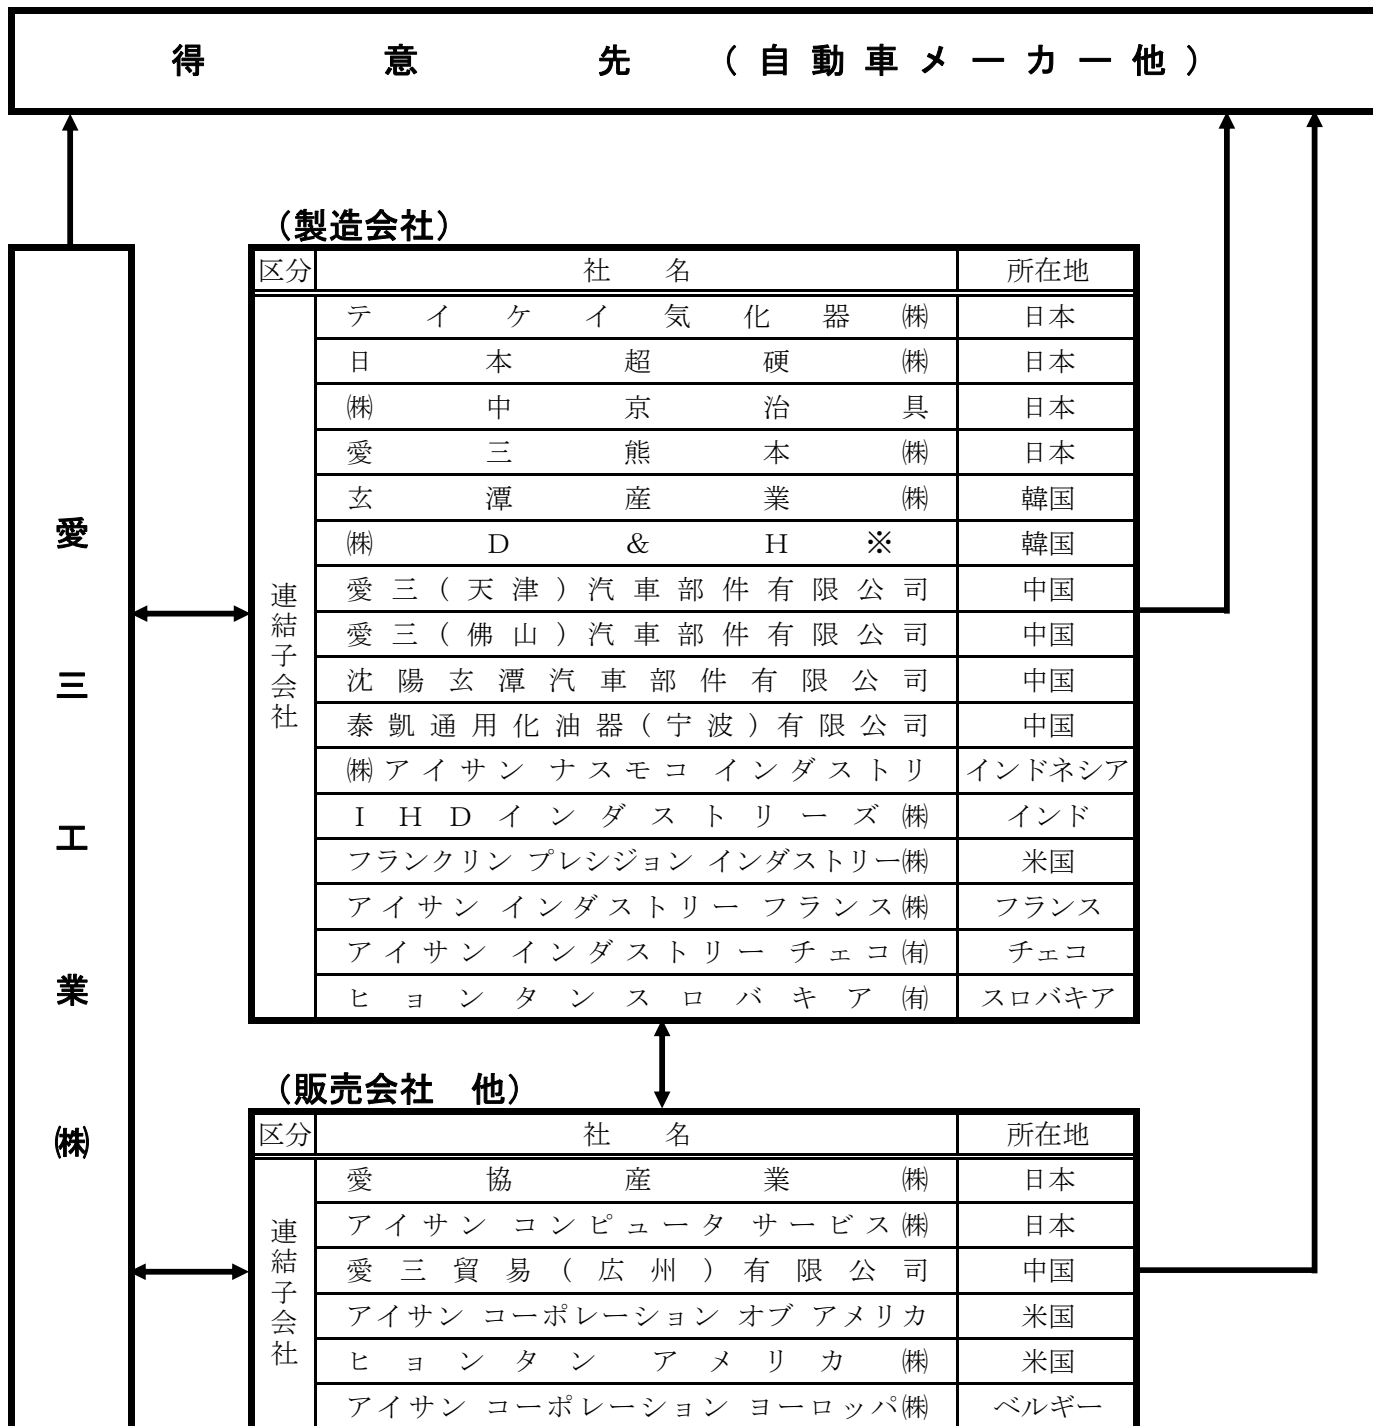 得意先(自動車メーカー他)
(製造会社)
愛三工業㈱
区分 社名 所在地
連結子会社
テイケイ気化器㈱ 日本
日本超硬㈱ 日本
㈱中京治具 日本
愛三熊本㈱ 日本
玄潭産業㈱ 韓国
㈱D&H※ 韓国
愛三(天津)汽車部件有限公司 中国
愛三(佛山)汽車部件有限公司 中国
沈陽玄潭汽車部件有限公司 中国
泰凱通用化油器(宁波)有限公司 中国
㈱アイサン ナスモコ インダストリ インドネシア
IHDインダストリーズ㈱ インド
フランクリン プレシジョン インダストリー㈱ 米国
アイサン インダストリー フランス㈱ フランス
アイサン インダストリー チェコ㈲ チェコ
ヒョンタンスロバキア㈲ スロバキア
(販売会社 他)
区分 社名 所在地
連結子会社
愛協産業㈱ 日本
アイサン コンピュータ サービス㈱ 日本
愛三貿易(広州)有限公司 中国
アイサン コーポレーション オブ アメリカ 米国
ヒョンタン アメリカ㈱ 米国
アイサン コーポレーション ヨーロッパ㈱ ベルギー